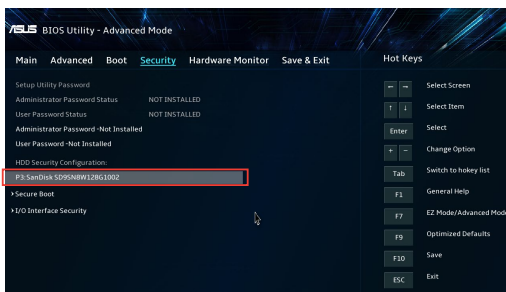 ASUS BIOS Utility - Advanced Mode
Main Advanced Boot Security Hardware Monitor Save & Exit
Hot Keys
Setup Utility Password
Administrator Password Status NOT INSTALLED
User Password Status NOT INSTALLED
Administrator Password -Not Installed
User Password -Not Installed
HDD Security Configuration:
P3:SanDisk SD9SN8W128G1002
Secure Boot
I/O Interface Security
← → Select Screen
↑ ↓ Select Item
Enter Select
+ - Change Option
Tab Switch to hokey list
F1 General Help
F7 EZ Mode/Advanced Mode
F9 Optimized Defaults
F10 Save
ESC Exit